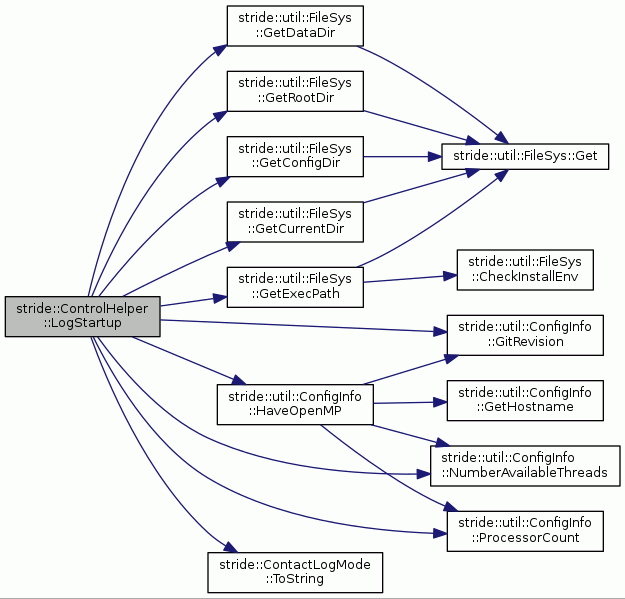 stride::util::FileSys
::GetDataDir
stride::util::FileSys
::GetRootDir
stride::util::FileSys
::GetConfigDir
stride::util::FileSys::Get
stride::util::FileSys
::GetCurrentDir
stride::util::FileSys
::CheckInstallEnv
stride::util::FileSys
::GetExecPath
stride::ControlHelper
::LogStartup
stride::util::ConfigInfo
::GitRevision
stride::util::ConfigInfo
::HaveOpenMP
stride::util::ConfigInfo
::GetHostname
stride::util::ConfigInfo
::NumberAvailableThreads
stride::util::ConfigInfo
::ProcessorCount
stride::ContactLogMode
::ToString